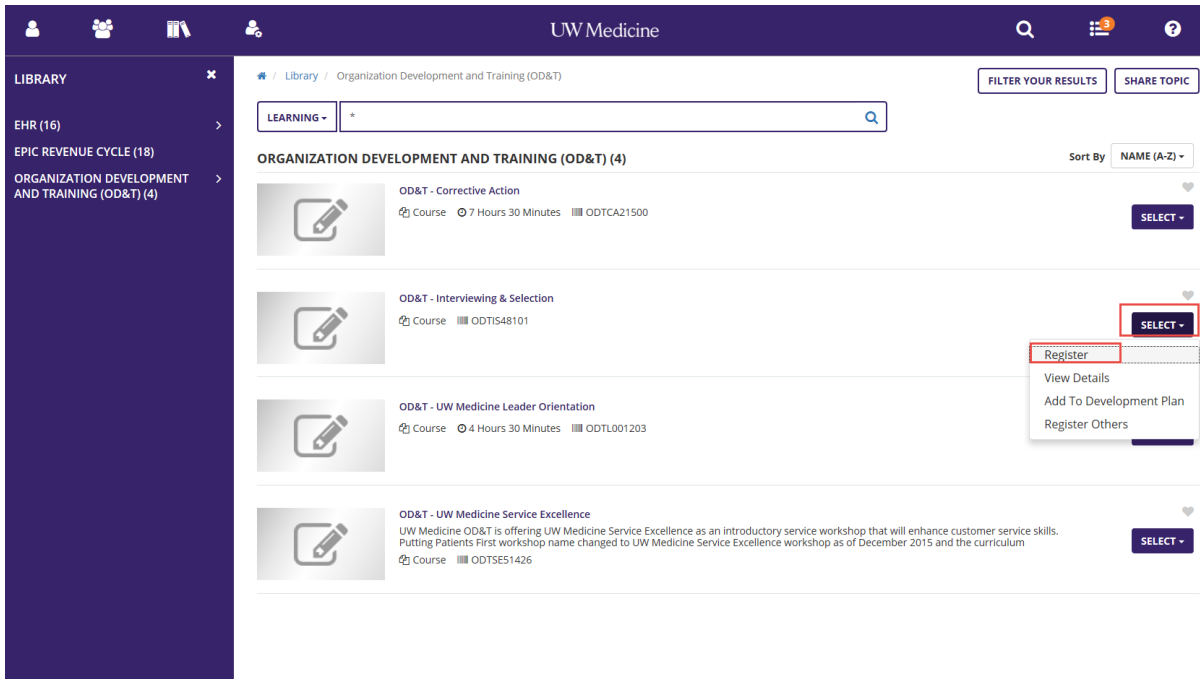 UW Medicine
3
LIBRARY
EHR (16)
EPIC REVENUE CYCLE (18)
ORGANIZATION DEVELOPMENT
AND TRAINING (OD&T) (4)
/ Library / Organization Development and Training (OD&T)
FILTER YOUR RESULTS
SHARE TOPIC
LEARNING
*
ORGANIZATION DEVELOPMENT AND TRAINING (OD&T) (4)
Sort By NAME (A-Z)
OD&T - Corrective Action
Course 7 Hours 30 Minutes ODTCA21500
SELECT
OD&T - Interviewing & Selection
Course ODTIS48101
SELECT
Register
View Details
Add To Development Plan
Register Others
OD&T - UW Medicine Leader Orientation
Course 4 Hours 30 Minutes ODTL001203
OD&T - UW Medicine Service Excellence
UW Medicine OD&T is offering UW Medicine Service Excellence as an introductory service workshop that will enhance customer service skills.
Putting Patients First workshop name changed to UW Medicine Service Excellence workshop as of December 2015 and the curriculum
Course ODTSE51426
SELECT